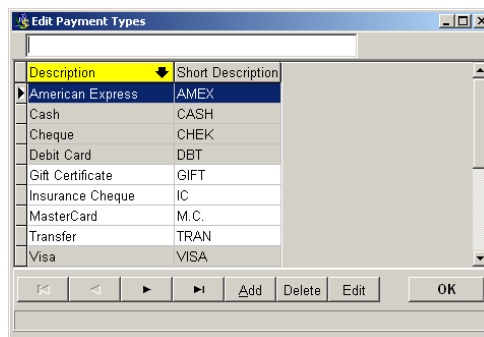 Edit Payment Types
Description Short Description
American Express AMEX
Cash CASH
Cheque CHEK
Debit Card DBT
Gift Certificate GIFT
Insurance Cheque IC
MasterCard M.C.
Transfer TRAN
Visa VISA
Add Delete Edit OK